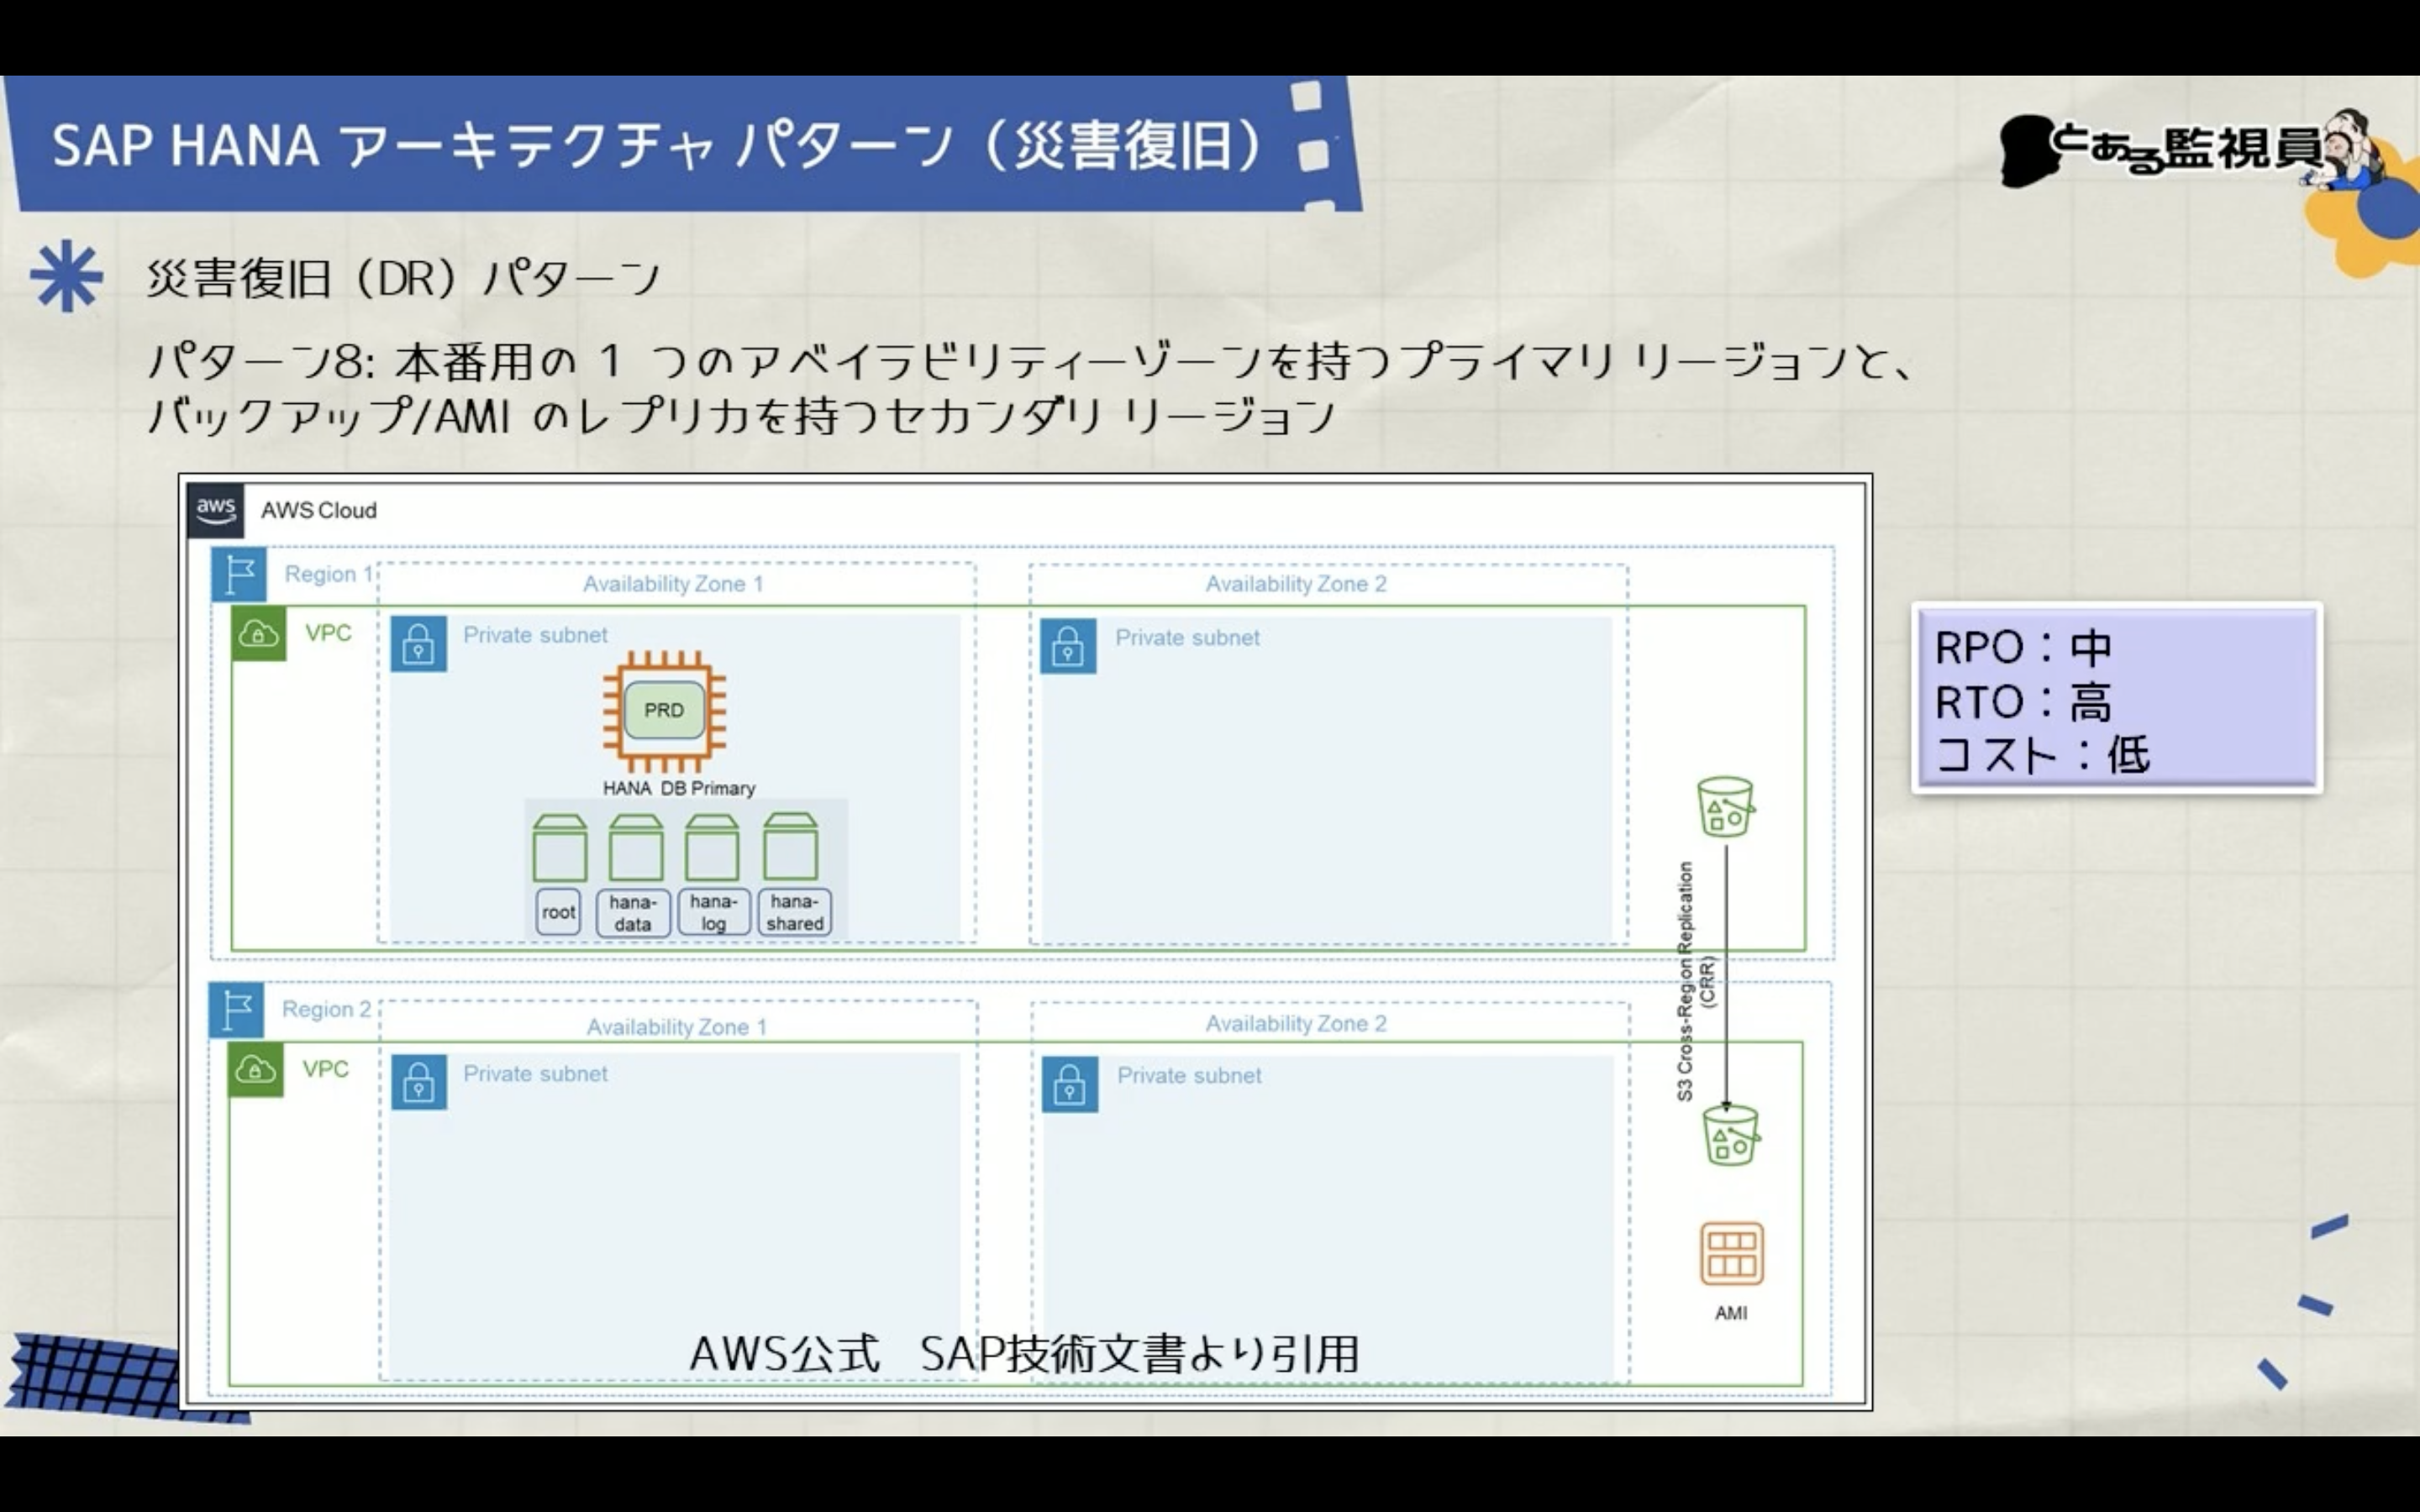 SAP HANA アーキテクチャ パターン（災害復旧）
とある監視員
災害復旧（DR）パターン
パターン8: 本番用の 1 つのアベイラビリティーゾーンを持つプライマリ リージョンと、
バックアップ/AMI のレプリカを持つセカンダリ リージョン
aws
AWS Cloud
Region 1
Availability Zone 1
Availability Zone 2
VPC
Private subnet
Private subnet
PRD
HANA DB Primary
root
hana-
data
hana-
log
hana-
shared
S3 Cross-Region Replication
(CRR)
Region 2
Availability Zone 1
Availability Zone 2
VPC
Private subnet
Private subnet
AMI
AWS公式 SAP技術文書より引用
RPO：中
RTO：高
コスト：低